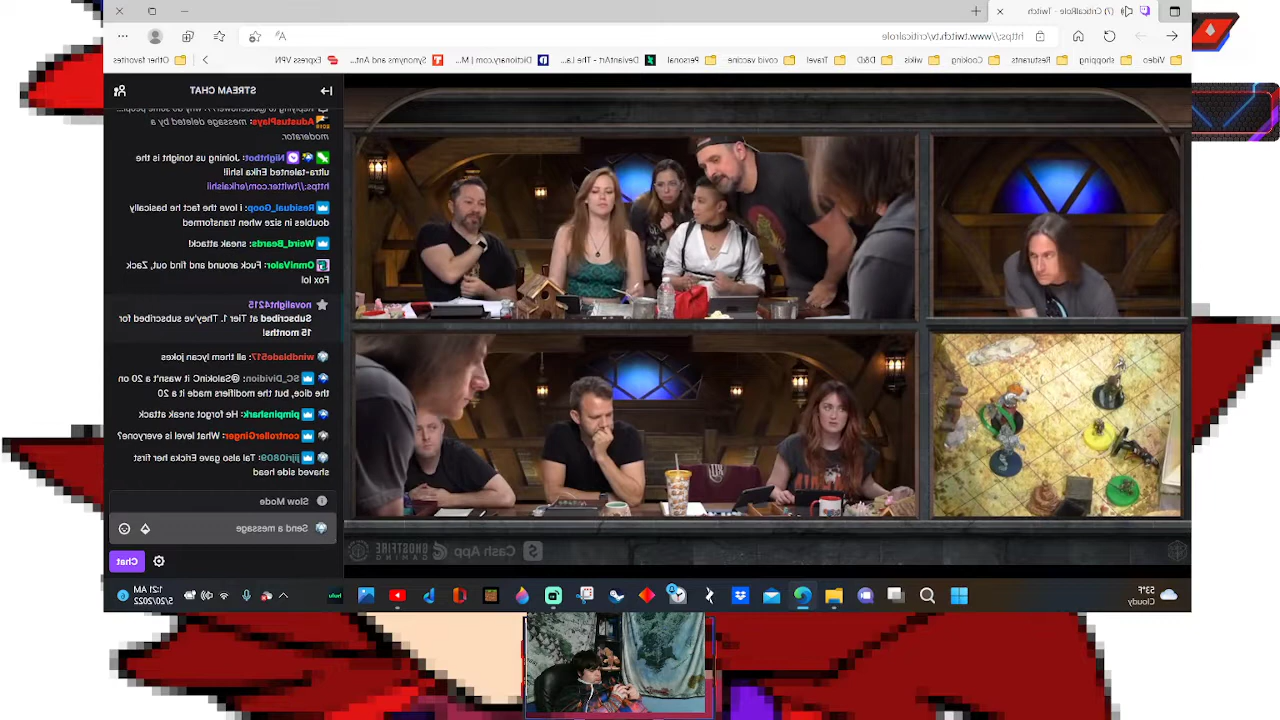 (7) CriticalRole - Twitch
https://www.twitch.tv/criticalrole
Video
shopping
Resturants
Cooking
wikis
D&D
Travel
covid vaccine -
Personal
DeviantArt - The La...
Dictionary.com | M...
Synonyms and Ant...
Express VPN
Other favorites
STREAM CHAT
AdustusPlays: message deleted by a
moderator.
Nightbot: Joining us tonight is the
ultra-talented Erika Ishii!
https://twitter.com/erikaishii
Residual_Goop: i love the fact he basically
doubles in size when transformed
Weird_Beards: sneak attack!
OmniValor: Fuck around and find out, Zack
Fox lol
novalight4215
Subscribed at Tier 1. They've subscribed for
15 months!
windblade517: all them lycan jokes
SC_Division: @Salokin it wasn't a 20 on
the dice, but the modifiers made it a 20
pimpinshark: He forgot sneak attack
controllerGinger: What level is everyone?
jiji0809: Tal also gave Ericka her first
shaved side head
Slow Mode
Send a message
Chat
Cash App
GHOSTFIRE
GAMING
53°F
Cloudy
hulu
1:21 AM
5/20/2022